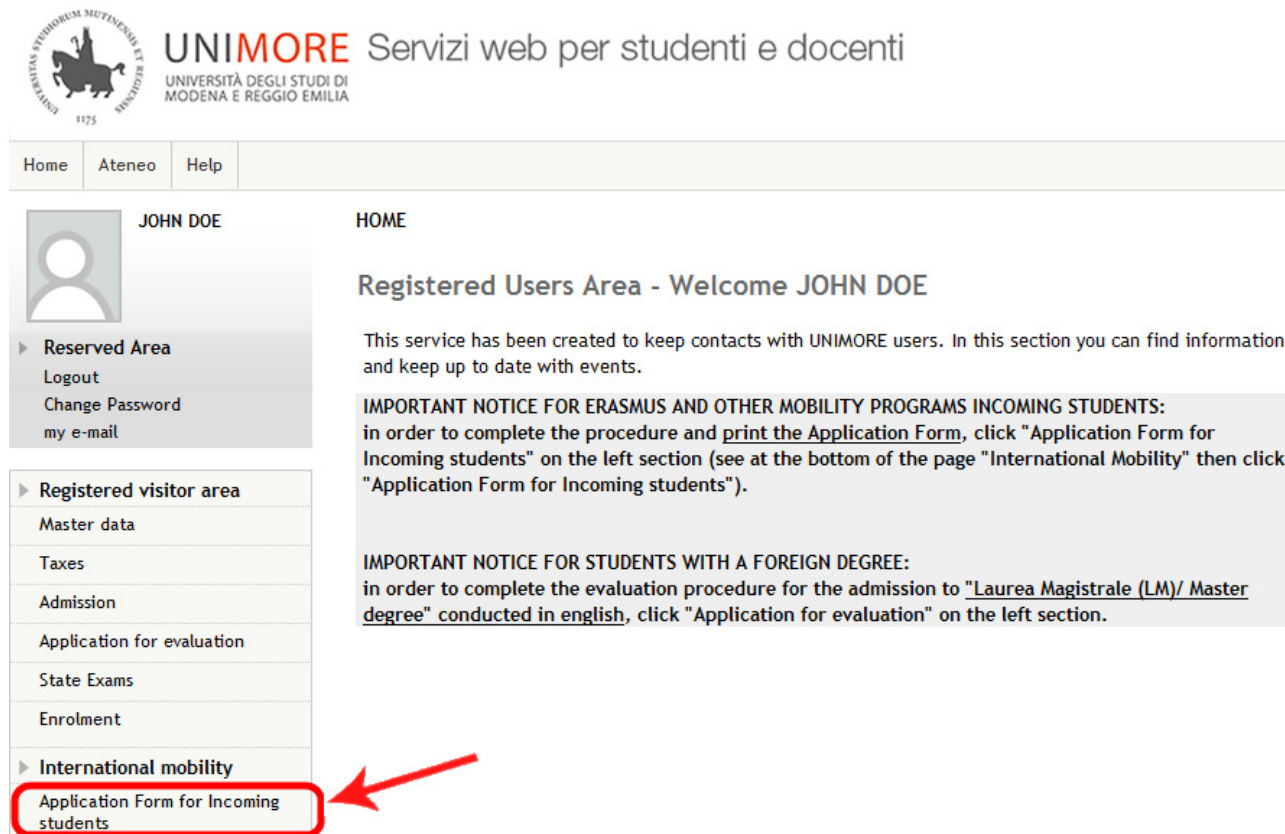 UNIVERSITAS STUDIORUM MUTINENSIS ET REGIENSIS
1175
UNIMORE Servizi web per studenti e docenti
UNIVERSITÀ DEGLI STUDI DI
MODENA E REGGIO EMILIA
Home Ateneo Help
JOHN DOE
Reserved Area
Logout
Change Password
my e-mail
Registered visitor area
Master data
Taxes
Admission
Application for evaluation
State Exams
Enrolment
International mobility
Application Form for Incoming
students
HOME
Registered Users Area - Welcome JOHN DOE
This service has been created to keep contacts with UNIMORE users. In this section you can find information
and keep up to date with events.
IMPORTANT NOTICE FOR ERASMUS AND OTHER MOBILITY PROGRAMS INCOMING STUDENTS:
in order to complete the procedure and print the Application Form, click "Application Form for
Incoming students" on the left section (see at the bottom of the page "International Mobility" then click
"Application Form for Incoming students").
IMPORTANT NOTICE FOR STUDENTS WITH A FOREIGN DEGREE:
in order to complete the evaluation procedure for the admission to "Laurea Magistrale (LM)/ Master
degree" conducted in english, click "Application for evaluation" on the left section.